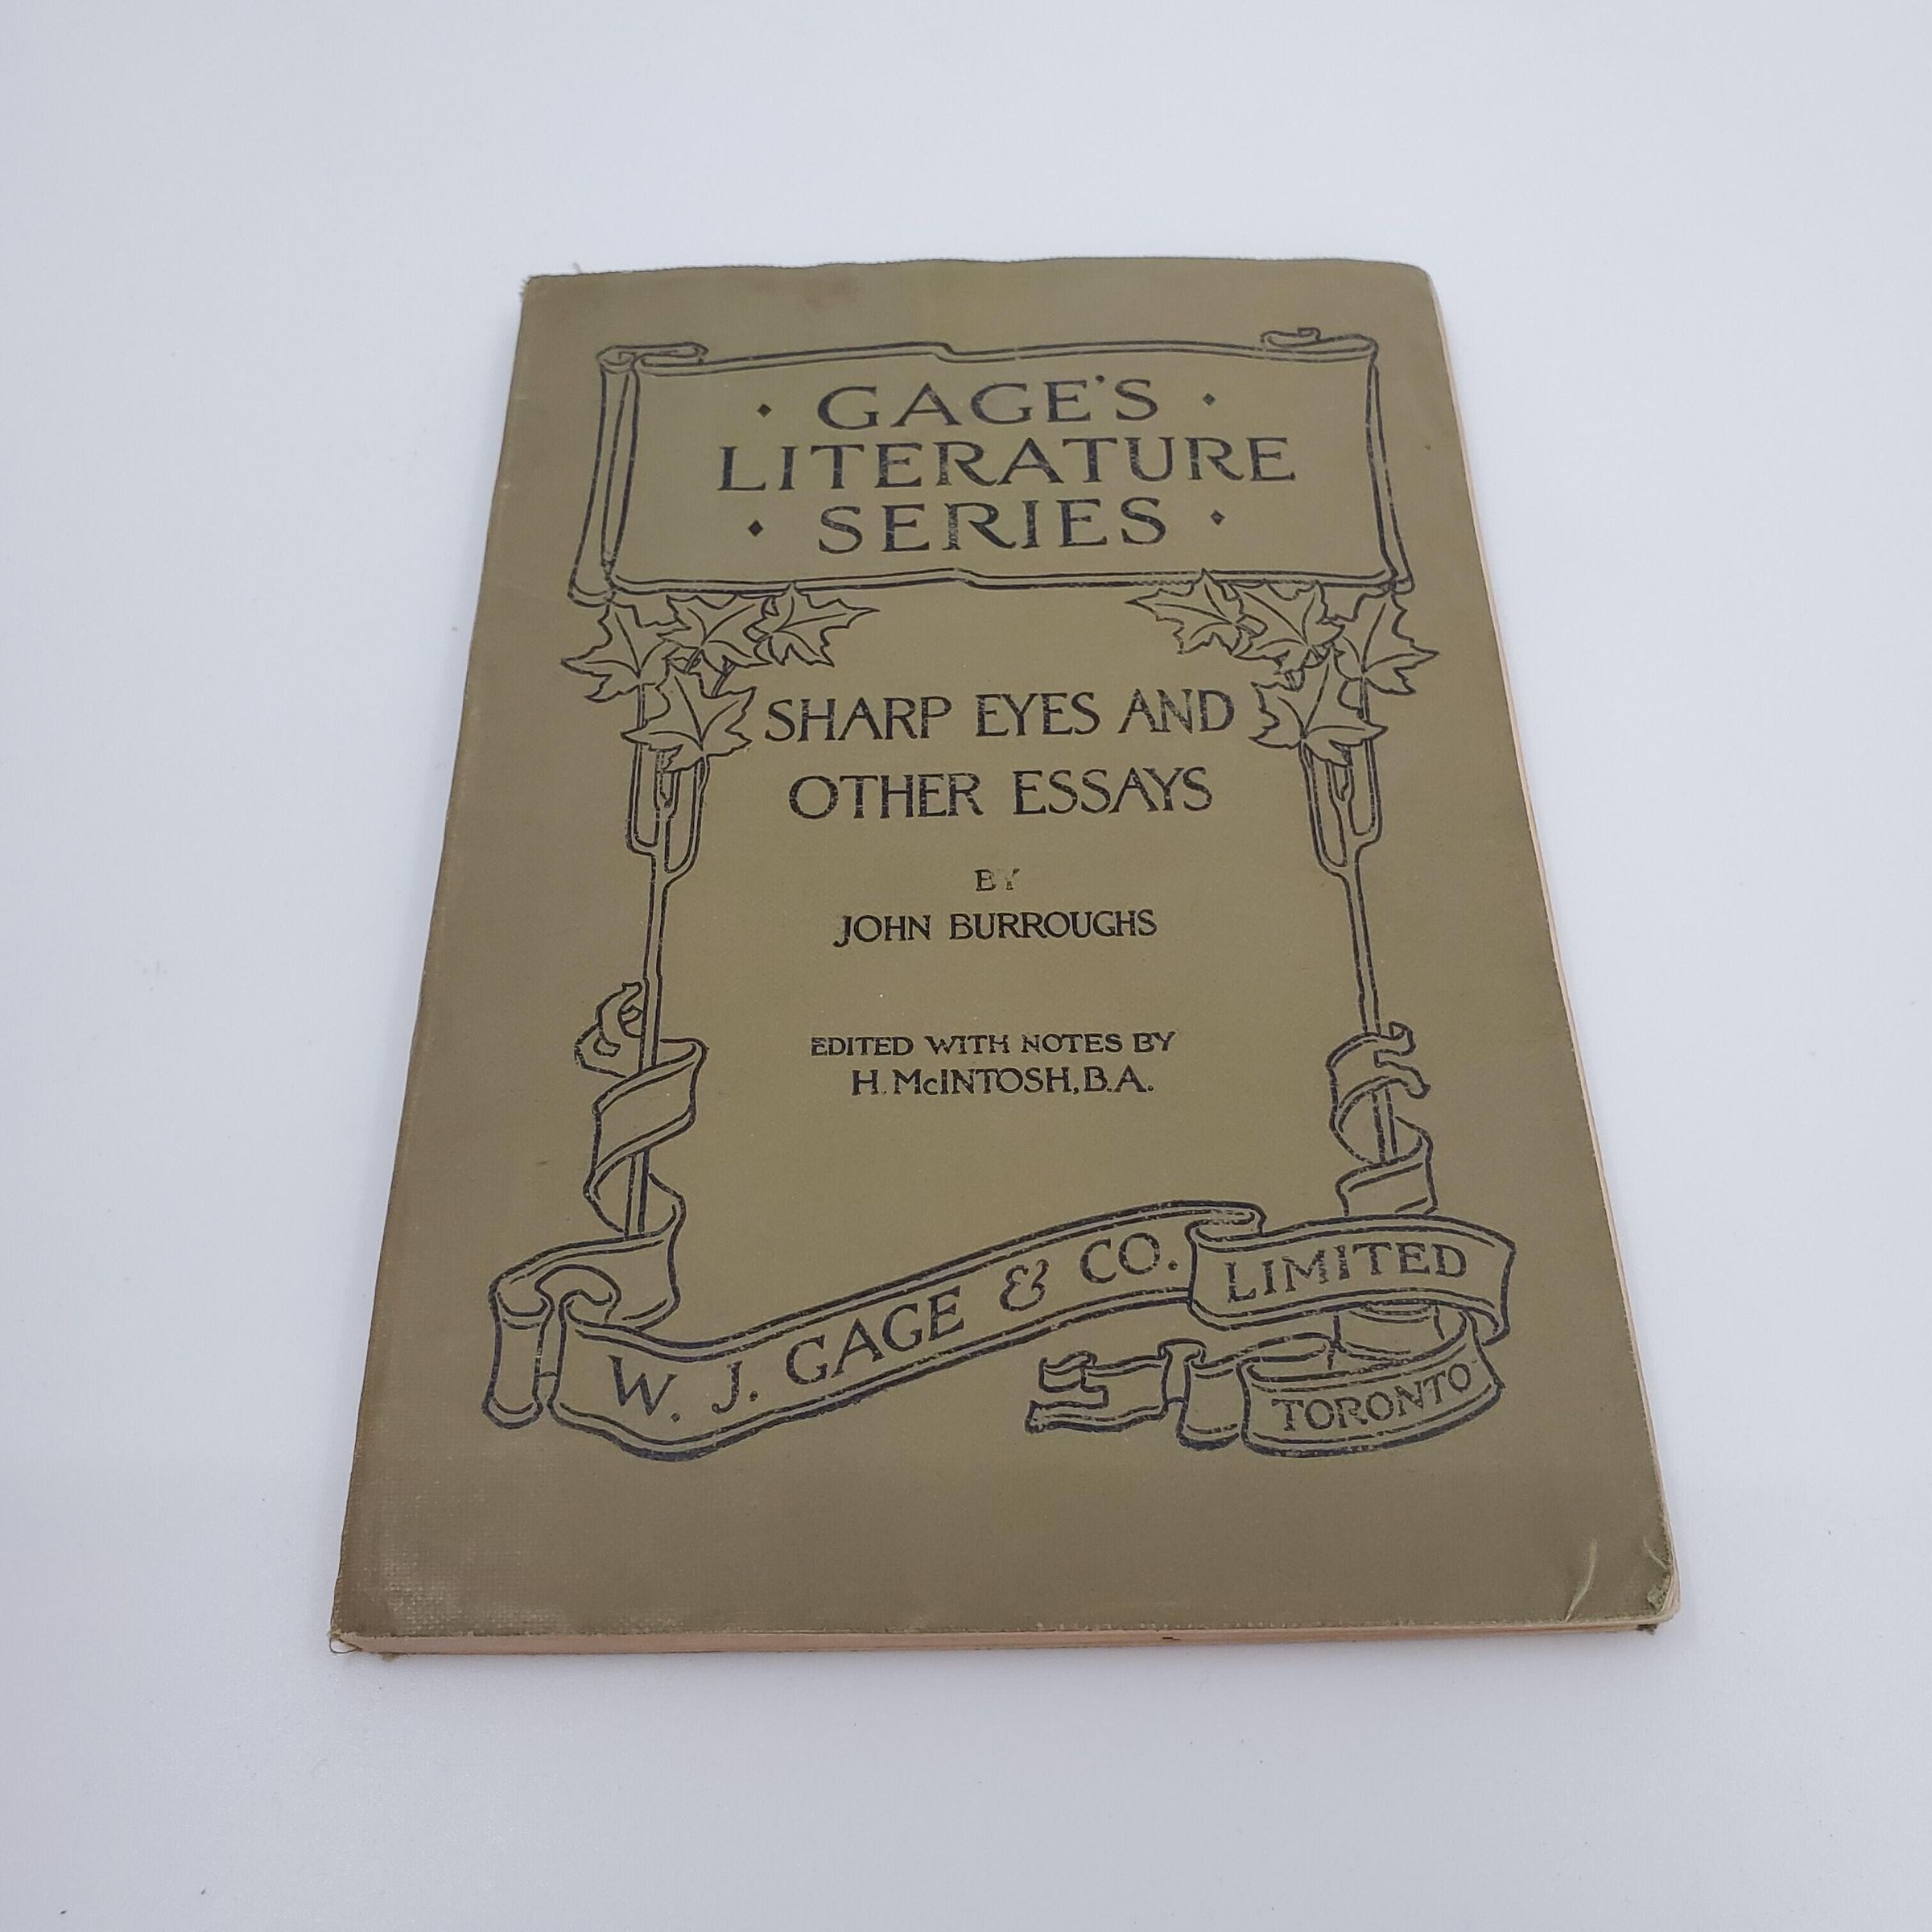 GAGE'S
LITERATURE
SERIES
SHARP EYES AND
OTHER ESSAYS
BY
JOHN BURROUGHS
EDITED WITH NOTES BY
H. McINTOSH, B.A.
W. J. GAGE & CO. LIMITED
TORONTO